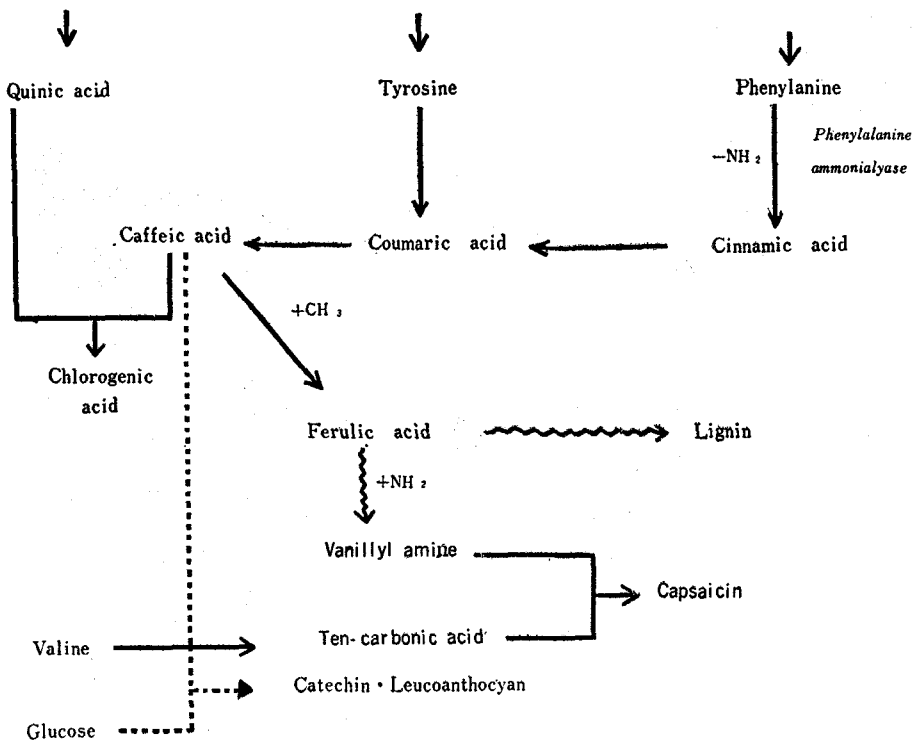 Quinic acid
Tyrosine
Phenylanine
−NH₂
Phenylalanine
ammonialyase
Caffeic acid
Coumaric acid
Cinnamic acid
+CH₃
Chlorogenic
acid
Ferulic acid
Lignin
+NH₂
Vanillyl amine
Capsaicin
Ten-carbonic acid
Valine
Catechin・Leucoanthocyan
Glucose